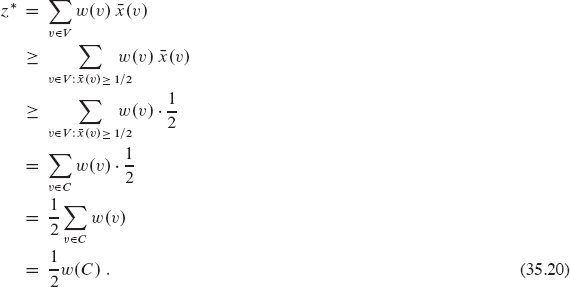 z* = ∑_{v∈V} w(v) x̄(v)
≥ ∑_{v∈V: x̄(v) ≥ 1/2} w(v) x̄(v)
≥ ∑_{v∈V: x̄(v) ≥ 1/2} w(v) · 1/2
= ∑_{v∈C} w(v) · 1/2
= 1/2 ∑_{v∈C} w(v)
= 1/2 w(C) . (35.20)